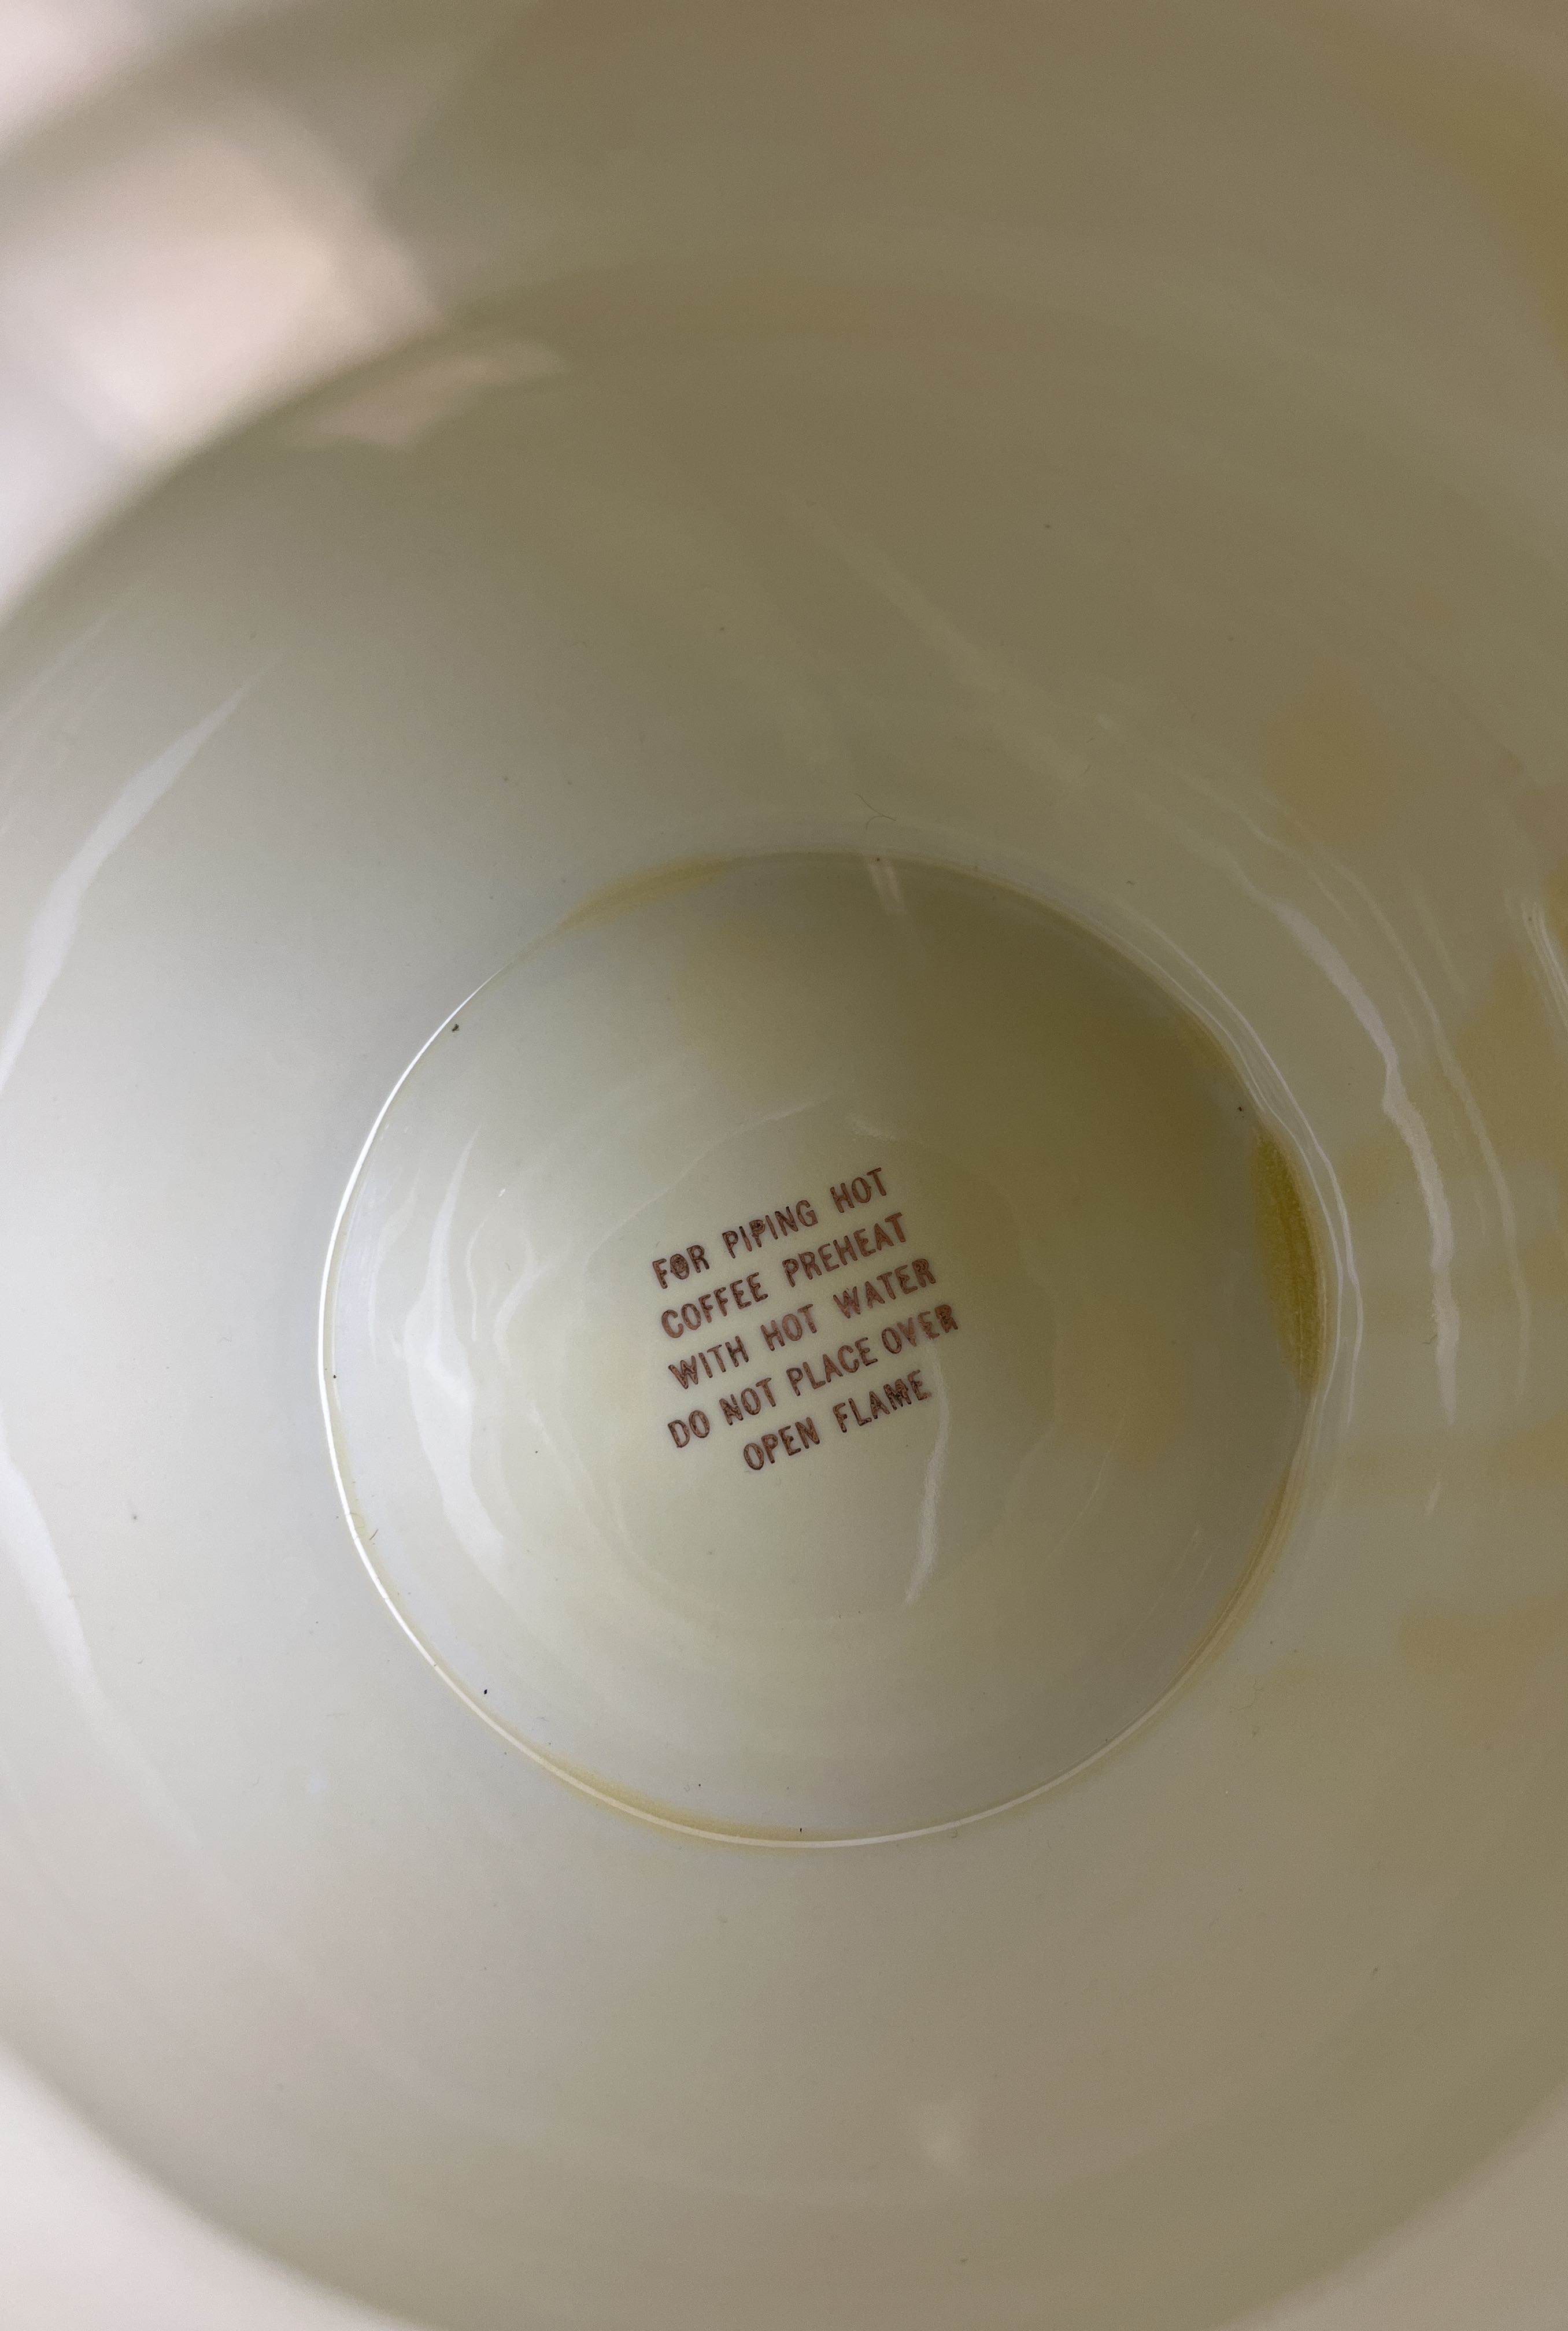 FOR PIPING HOT
COFFEE PREHEAT
WITH HOT WATER
DO NOT PLACE OVER
OPEN FLAME